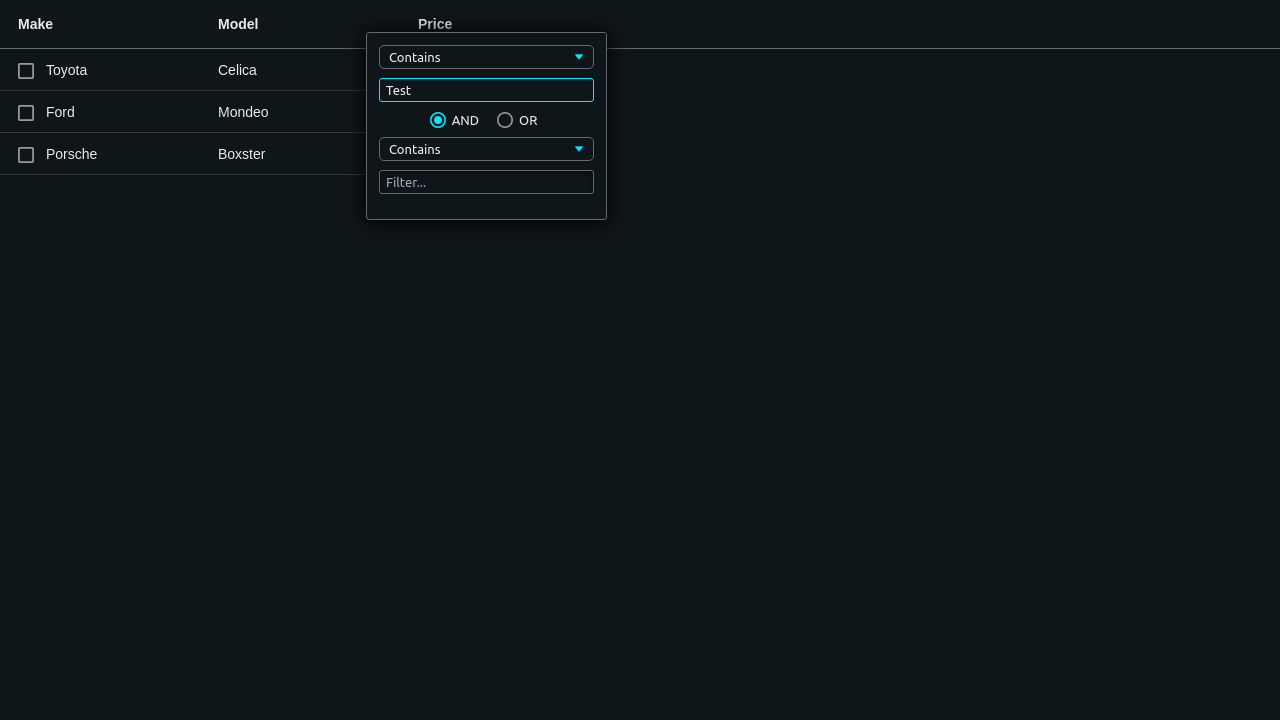 Make Model Price
Contains
Toyota Celica
Test
Ford Mondeo
AND OR
Porsche Boxster
Contains
Filter...